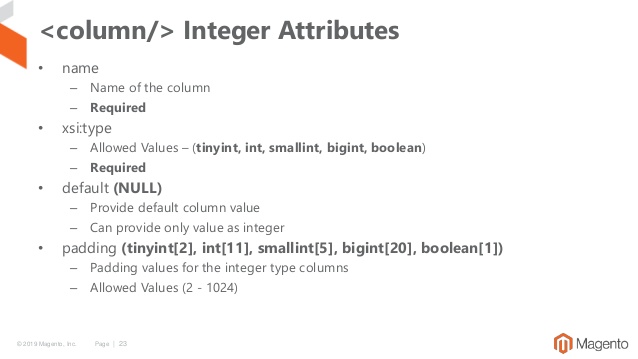 <column/> Integer Attributes
• name
– Name of the column
– Required
• xsi:type
– Allowed Values – (tinyint, int, smallint, bigint, boolean)
– Required
• default (NULL)
– Provide default column value
– Can provide only value as integer
• padding (tinyint[2], int[11], smallint[5], bigint[20], boolean[1])
– Padding values for the integer type columns
– Allowed Values (2 - 1024)
© 2019 Magento, Inc. Page | 23
Magento